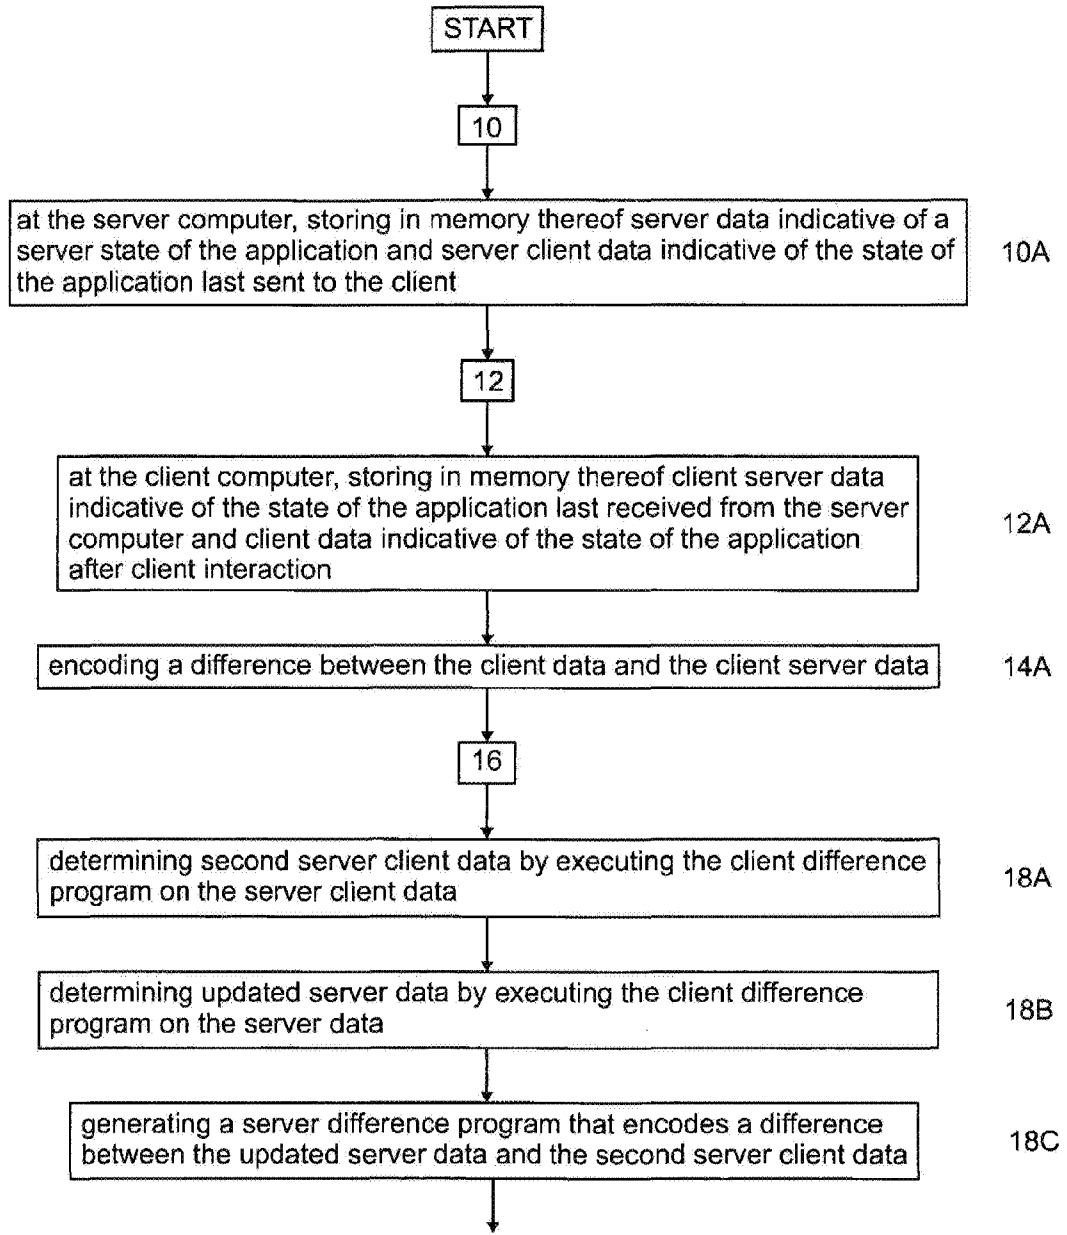 START
10
at the server computer, storing in memory thereof server data indicative of a
server state of the application and server client data indicative of the state of
the application last sent to the client
10A
12
at the client computer, storing in memory thereof client server data
indicative of the state of the application last received from the server
computer and client data indicative of the state of the application
after client interaction
12A
encoding a difference between the client data and the client server data
14A
16
determining second server client data by executing the client difference
program on the server client data
18A
determining updated server data by executing the client difference
program on the server data
18B
generating a server difference program that encodes a difference
between the updated server data and the second server client data
18C